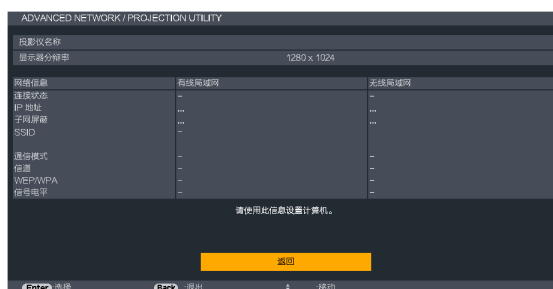 ADVANCED NETWORK / PROJECTION UTILITY
投影仪名称
显示器分辨率 1280 x 1024
网络信息 有线局域网 无线局域网
连接状态 –
IP 地址 ... ...
子网屏蔽 ... ...
SSID –
通信模式 – –
信道 – –
WEP/WPA – –
信号电平 – –
请使用此信息设置计算机。
返回
Enter :选择 Back :退出 :移动